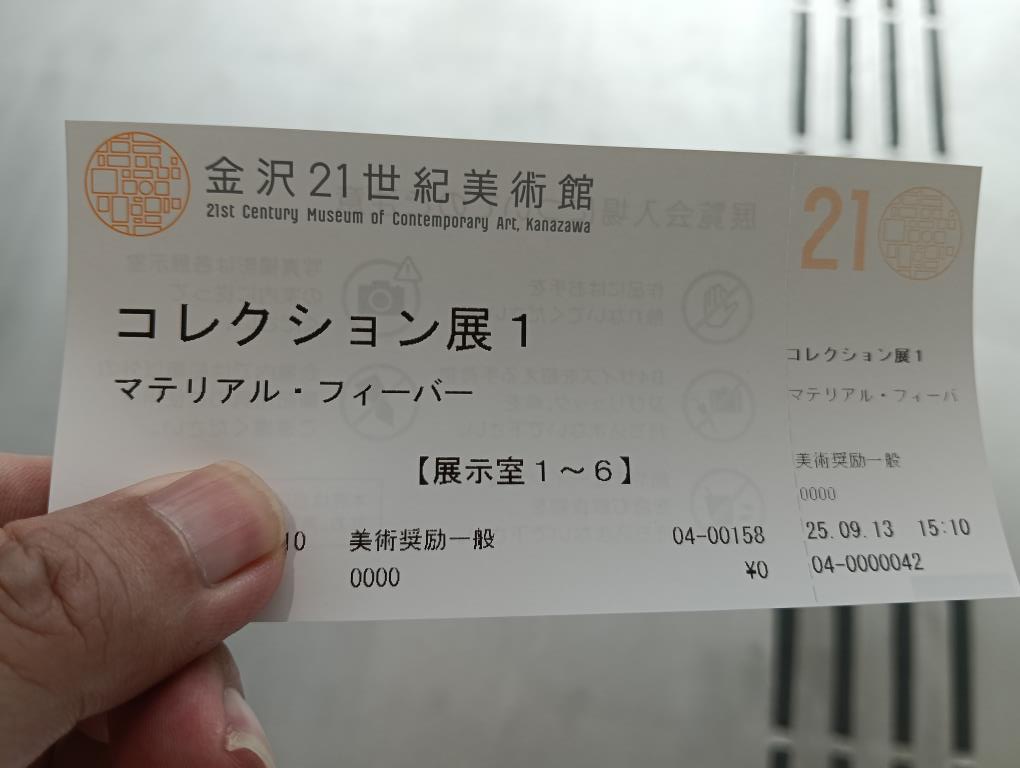 金沢21世紀美術館
21st Century Museum of Contemporary Art, Kanazawa
コレクション展1
マテリアル・フィーバー
【展示室1～6】
10 美術奨励一般 04-00158
0000 ¥0
21
コレクション展1
マテリアル・フィーバ
美術奨励一般
0000
25.09.13 15:10
04-0000042